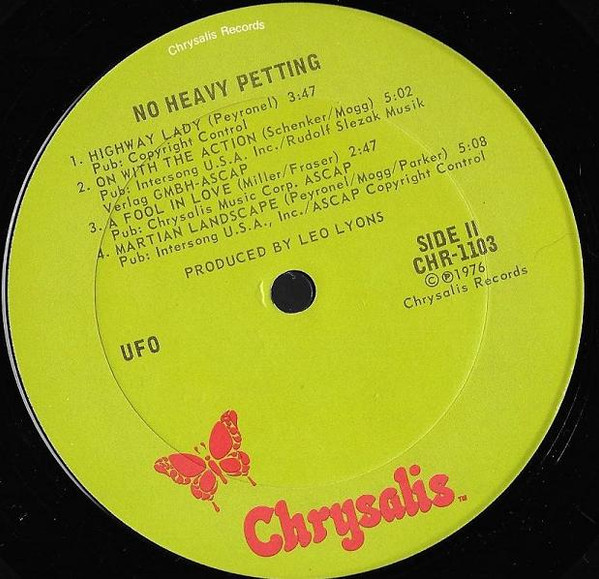 Chrysalis Records
NO HEAVY PETTING
1. HIGHWAY LADY (Peyronel) 3:47
Pub: Copyright Control
2. ON WITH THE ACTION (Schenker/Mogg) 5:02
Pub: Intersong U.S.A. Inc./Rudolf Slezak Musik
Verlag GMBH-ASCAP
3. A FOOL IN LOVE (Miller/Fraser) 2:47
Pub: Chrysalis Music Corp. ASCAP
4. MARTIAN LANDSCAPE (Peyronel/Mogg/Parker) 5:08
Pub: Intersong U.S.A., Inc./ASCAP Copyright Control
PRODUCED BY LEO LYONS
SIDE II
CHR-1103
©℗1976
Chrysalis Records
UFO
Chrysalis™